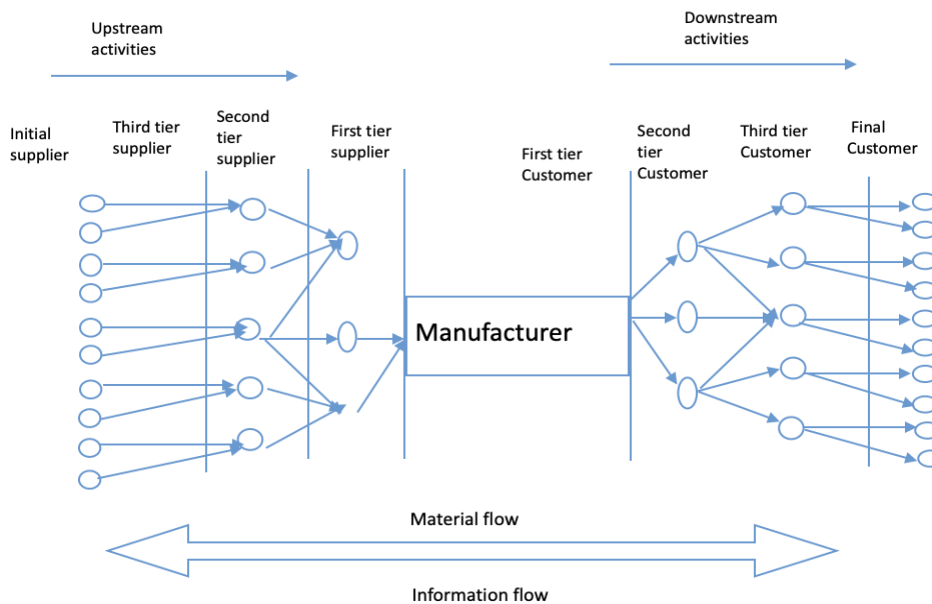 Upstream
activities
Downstream
activities
Initial
supplier
Third tier
supplier
Second
tier
supplier
First tier
supplier
First tier
Customer
Second
tier
Customer
Third tier
Customer
Final
Customer
Manufacturer
Material flow
Information flow